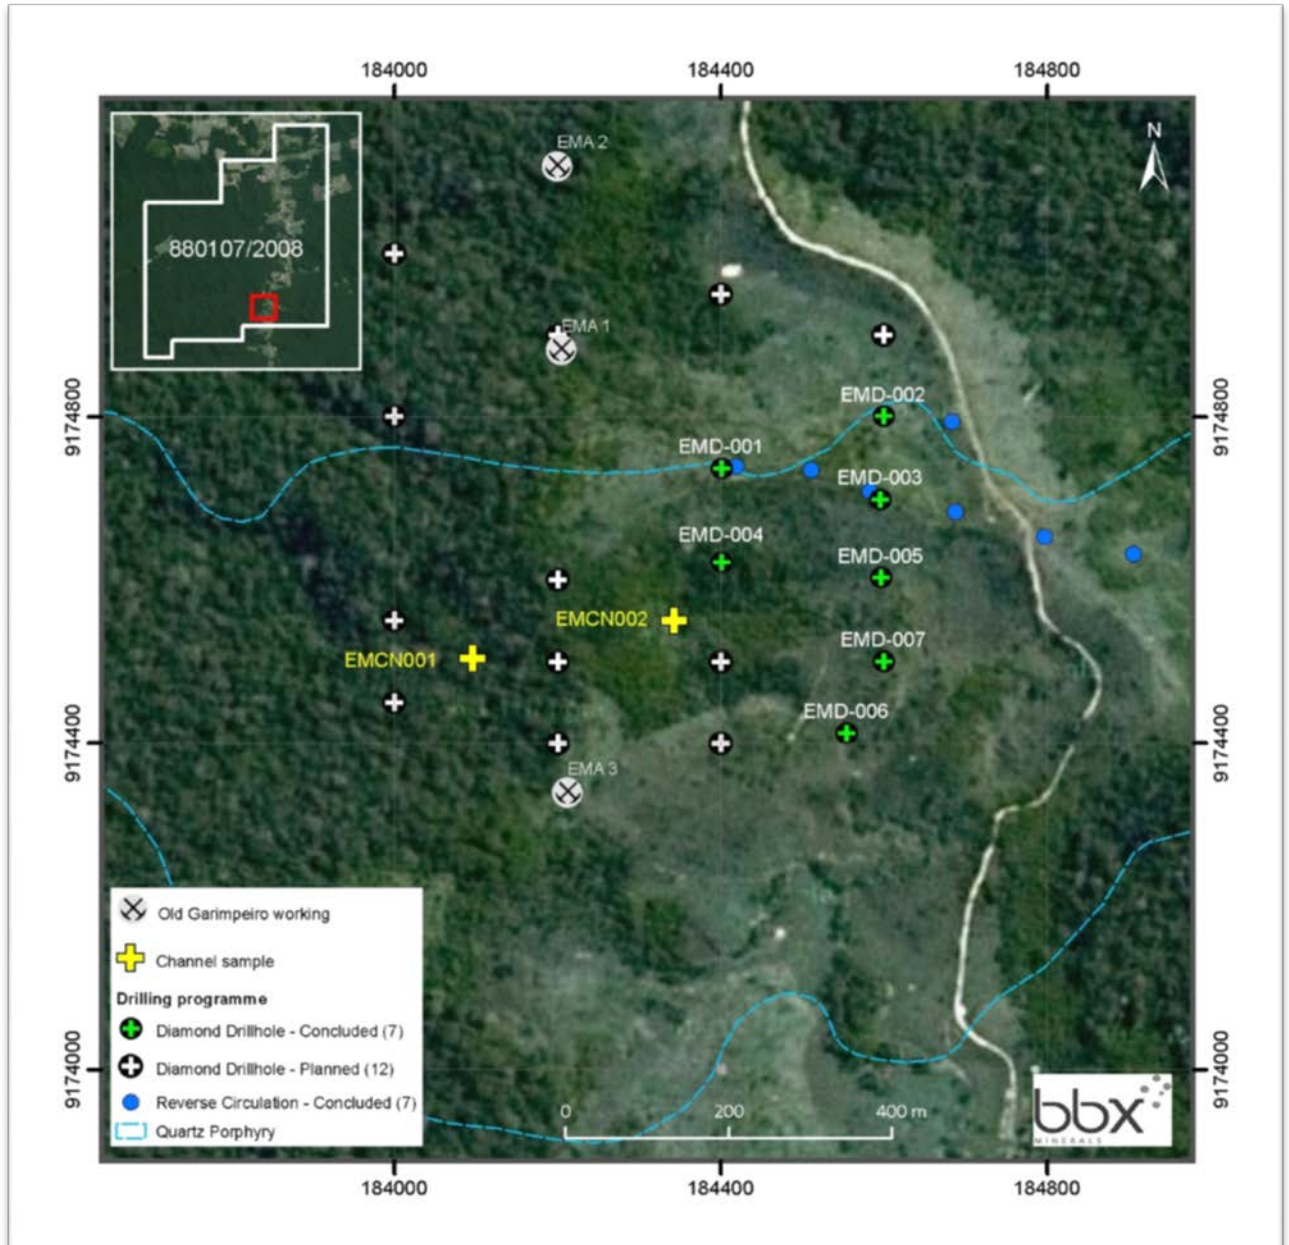 184000 184400 184800
EMA 2
N
880107/2008
EMA 1
9174800
9174800
EMD-002
EMD-001
EMD-003
EMD-004
EMD-005
EMCN002
EMD-007
EMCN001
EMD-006
9174400
9174400
EMA 3
Old Garimpeiro working
Channel sample
Drilling programme
Diamond Drillhole - Concluded (7)
Diamond Drillhole - Planned (12)
Reverse Circulation - Concluded (7)
Quartz Porphyry
9174000
9174000
0 200 400 m
bbx
MINERALS
184000 184400 184800